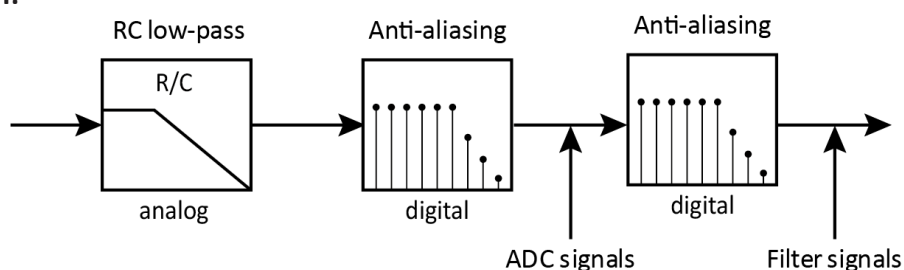 RC low-pass
Anti-aliasing
Anti-aliasing
R/C
analog
digital
digital
ADC signals
Filter signals